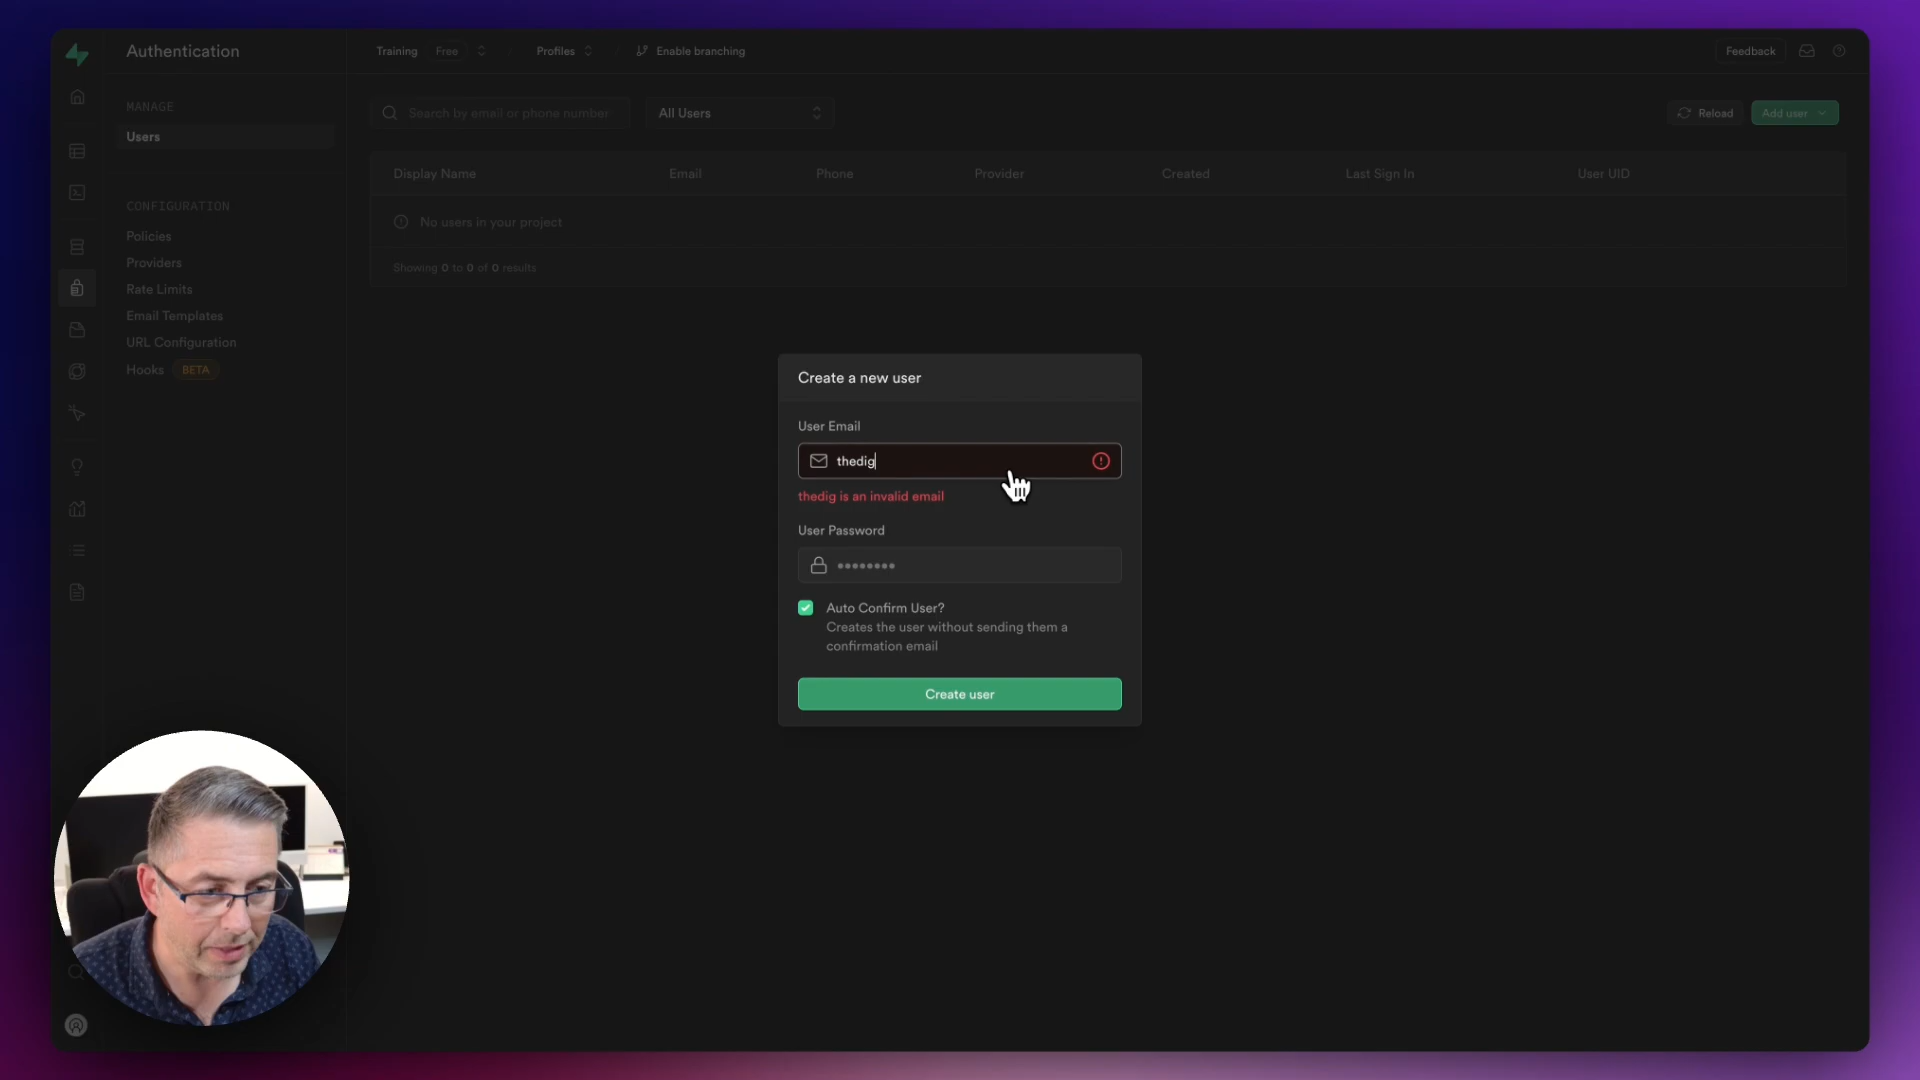 Authentication
Training Free
Profiles
Enable branching
Feedback
MANAGE
Users
CONFIGURATION
Policies
Providers
Rate Limits
Email Templates
URL Configuration
Hooks BETA
Search by email or phone number
All Users
Reload
Add user
Display Name Email Phone Provider Created Last Sign In User UID
No users in your project
Showing 0 to 0 of 0 results
Create a new user
User Email
thedig
thedig is an invalid email
User Password
••••••••
Auto Confirm User?
Creates the user without sending them a
confirmation email
Create user